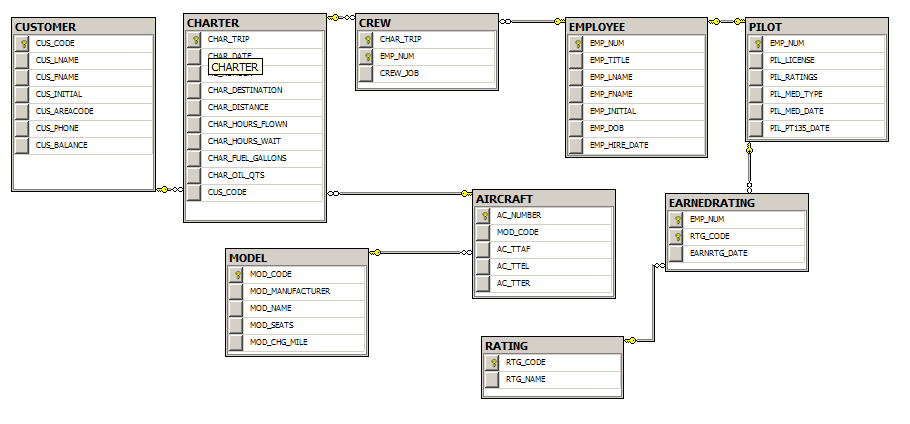 CUSTOMER
CUS_CODE
CUS_LNAME
CUS_FNAME
CUS_INITIAL
CUS_AREACODE
CUS_PHONE
CUS_BALANCE
CHARTER
CHAR_TRIP
CHAR_DATE
CHARTER
CHAR_DESTINATION
CHAR_DISTANCE
CHAR_HOURS_FLOWN
CHAR_HOURS_WAIT
CHAR_FUEL_GALLONS
CHAR_OIL_QTS
CUS_CODE
CREW
CHAR_TRIP
EMP_NUM
CREW_JOB
EMPLOYEE
EMP_NUM
EMP_TITLE
EMP_LNAME
EMP_FNAME
EMP_INITIAL
EMP_DOB
EMP_HIRE_DATE
PILOT
EMP_NUM
PIL_LICENSE
PIL_RATINGS
PIL_MED_TYPE
PIL_MED_DATE
PIL_PT135_DATE
AIRCRAFT
AC_NUMBER
MOD_CODE
AC_TTAF
AC_TTEL
AC_TTER
EARNEDRATING
EMP_NUM
RTG_CODE
EARNRTG_DATE
MODEL
MOD_CODE
MOD_MANUFACTURER
MOD_NAME
MOD_SEATS
MOD_CHG_MILE
RATING
RTG_CODE
RTG_NAME